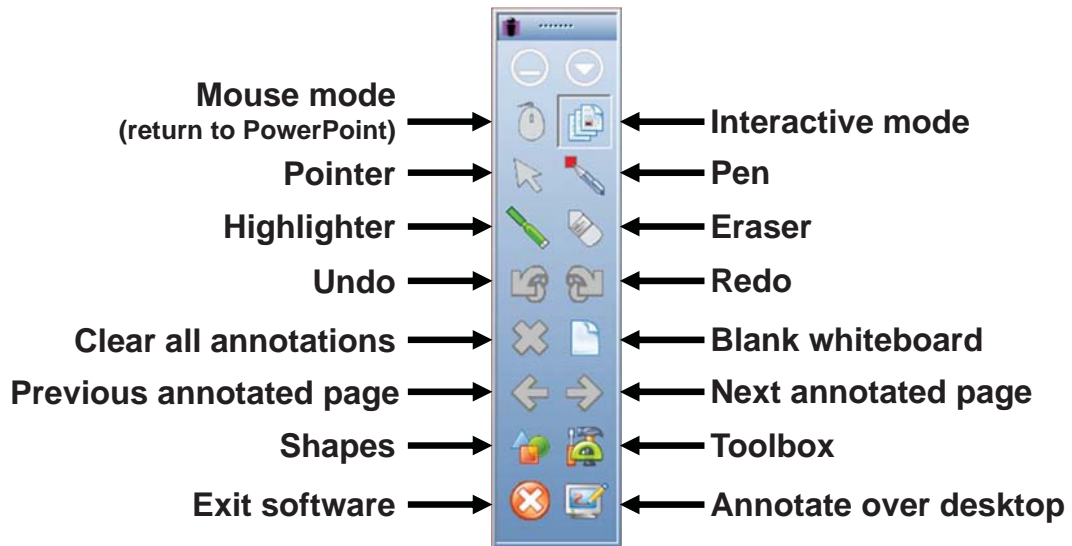 Mouse mode
(return to PowerPoint)
Interactive mode
Pointer
Pen
Highlighter
Eraser
Undo
Redo
Clear all annotations
Blank whiteboard
Previous annotated page
Next annotated page
Shapes
Toolbox
Exit software
Annotate over desktop